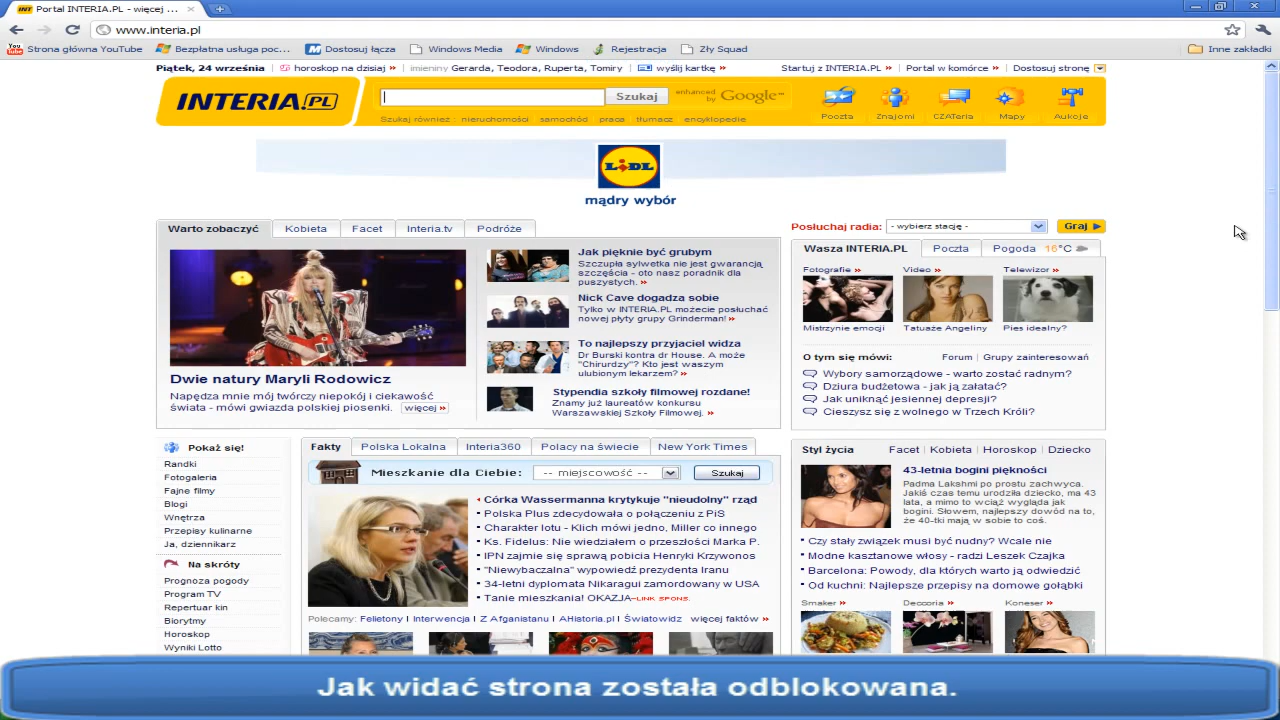 Portal INTERIA.PL - więcej ...
www.interia.pl
Strona główna YouTube
Bezpłatna usługa poc...
Dostosuj łącza
Windows Media
Windows
Rejestracja
Zły Squad
Inne zakładki
Piątek, 24 września
horoskop na dzisiaj
imieniny Gerarda, Teodora, Ruperta, Tomiry
wyślij kartkę
Startuj z INTERIA.PL
Portal w komórce
Dostosuj stronę
INTERIA.PL
Szukaj
enhanced by Google™
Poczta
Znajomi
CZATeria
Mapy
Aukcje
Szukaj również : nieruchomości samochód praca tłumacz encyklopedie
LIDL
mądry wybór
Warto zobaczyć
Kobieta
Facet
Interia.tv
Podróże
Dwie natury Maryli Rodowicz
Napędza mnie mój twórczy niepokój i ciekawość
świata - mówi gwiazda polskiej piosenki. więcej
Jak pięknie być grubym
Szczupła sylwetka nie jest gwarancją
szczęścia - oto nasz poradnik dla
puszystych.
Nick Cave dogadza sobie
Tylko w INTERIA.PL możecie posłuchać
nowej płyty grupy Grinderman!
To najlepszy przyjaciel widza
Dr Burski kontra dr House. A może
"Chirurdzy"? Kto jest waszym
ulubionym lekarzem?
Stypendia szkoły filmowej rozdane!
Znamy już laureatów konkursu
Warszawskiej Szkoły Filmowej.
Posłuchaj radia:
- wybierz stację -
Graj
Wasza INTERIA.PL
Poczta
Pogoda 16°C
Fotografie
Video
Telewizor
Mistrzynie emocji
Tatuaże Angeliny
Pies idealny?
O tym się mówi:
Forum | Grupy zainteresowań
Wybory samorządowe - warto zostać radnym?
Dziura budżetowa - jak ją załatać?
Jak uniknąć jesiennej depresji?
Cieszysz się z wolnego w Trzech Króli?
Pokaż się!
Randki
Fotogaleria
Fajne filmy
Blogi
Wnętrza
Przepisy kulinarne
Ja, dziennikarz
Na skróty
Prognoza pogody
Program TV
Repertuar kin
Biorytmy
Horoskop
Wyniki Lotto
Fakty
Polska Lokalna
Interia360
Polacy na świecie
New York Times
Mieszkanie dla Ciebie:
-- miejscowość --
Szukaj
Córka Wassermanna krytykuje "nieudolny" rząd
Polska Plus zdecydowała o połączeniu z PiS
Charakter lotu - Klich mówi jedno, Miller co innego
Ks. Fidelus: Nie wiedziałem o przeszłości Marka P.
IPN zajmie się sprawą pobicia Henryki Krzywonos
"Niewybaczalna" wypowiedź prezydenta Iranu
34-letni dyplomata Nikaragui zamordowany w USA
Tanie mieszkania! OKAZJA–LINK SPONS.
Polecamy: Felietony | Interwencja | Z Afganistanu | AHistoria.pl | Światowidz więcej faktów
Styl życia
Facet | Kobieta | Horoskop | Dziecko
43-letnia bogini piękności
Padma Lakshmi po prostu zachwyca.
Jakiś czas temu urodziła dziecko, ma 43
lata, a mimo to wciąż wygląda jak
bogini. Słowem, najlepszy dowód na to,
że 40-tki mają w sobie to coś.
Czy stały związek musi być nudny? Wcale nie
Modne kasztanowe włosy - radzi Leszek Czajka
Barcelona: Powody, dla których warto ją odwiedzić
Od kuchni: Najlepsze przepisy na domowe gołąbki
Smaker
Deccoria
Koneser
Jak widać strona została odblokowana.